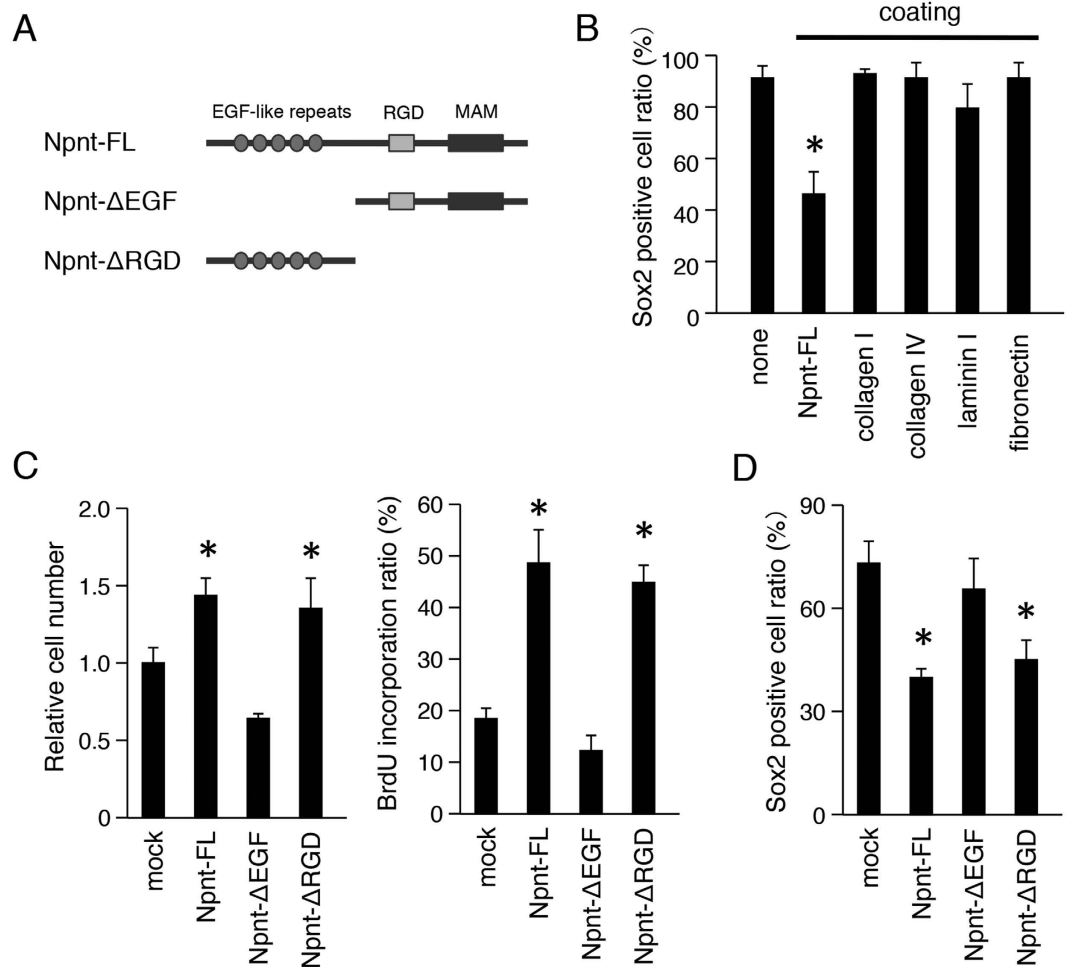 A
EGF-like repeats RGD MAM
Npnt-FL
Npnt-ΔEGF
Npnt-ΔRGD
B
coating
Sox2 positive cell ratio (%)
100
80
60
40
20
0
*
none
Npnt-FL
collagen I
collagen IV
laminin I
fibronectin
C
Relative cell number
2.0
1.5
1.0
0.5
0
* *
mock
Npnt-FL
Npnt-ΔEGF
Npnt-ΔRGD
BrdU incorporation ratio (%)
60
50
40
30
20
10
0
* *
mock
Npnt-FL
Npnt-ΔEGF
Npnt-ΔRGD
D
Sox2 positive cell ratio (%)
90
60
30
0
* *
mock
Npnt-FL
Npnt-ΔEGF
Npnt-ΔRGD